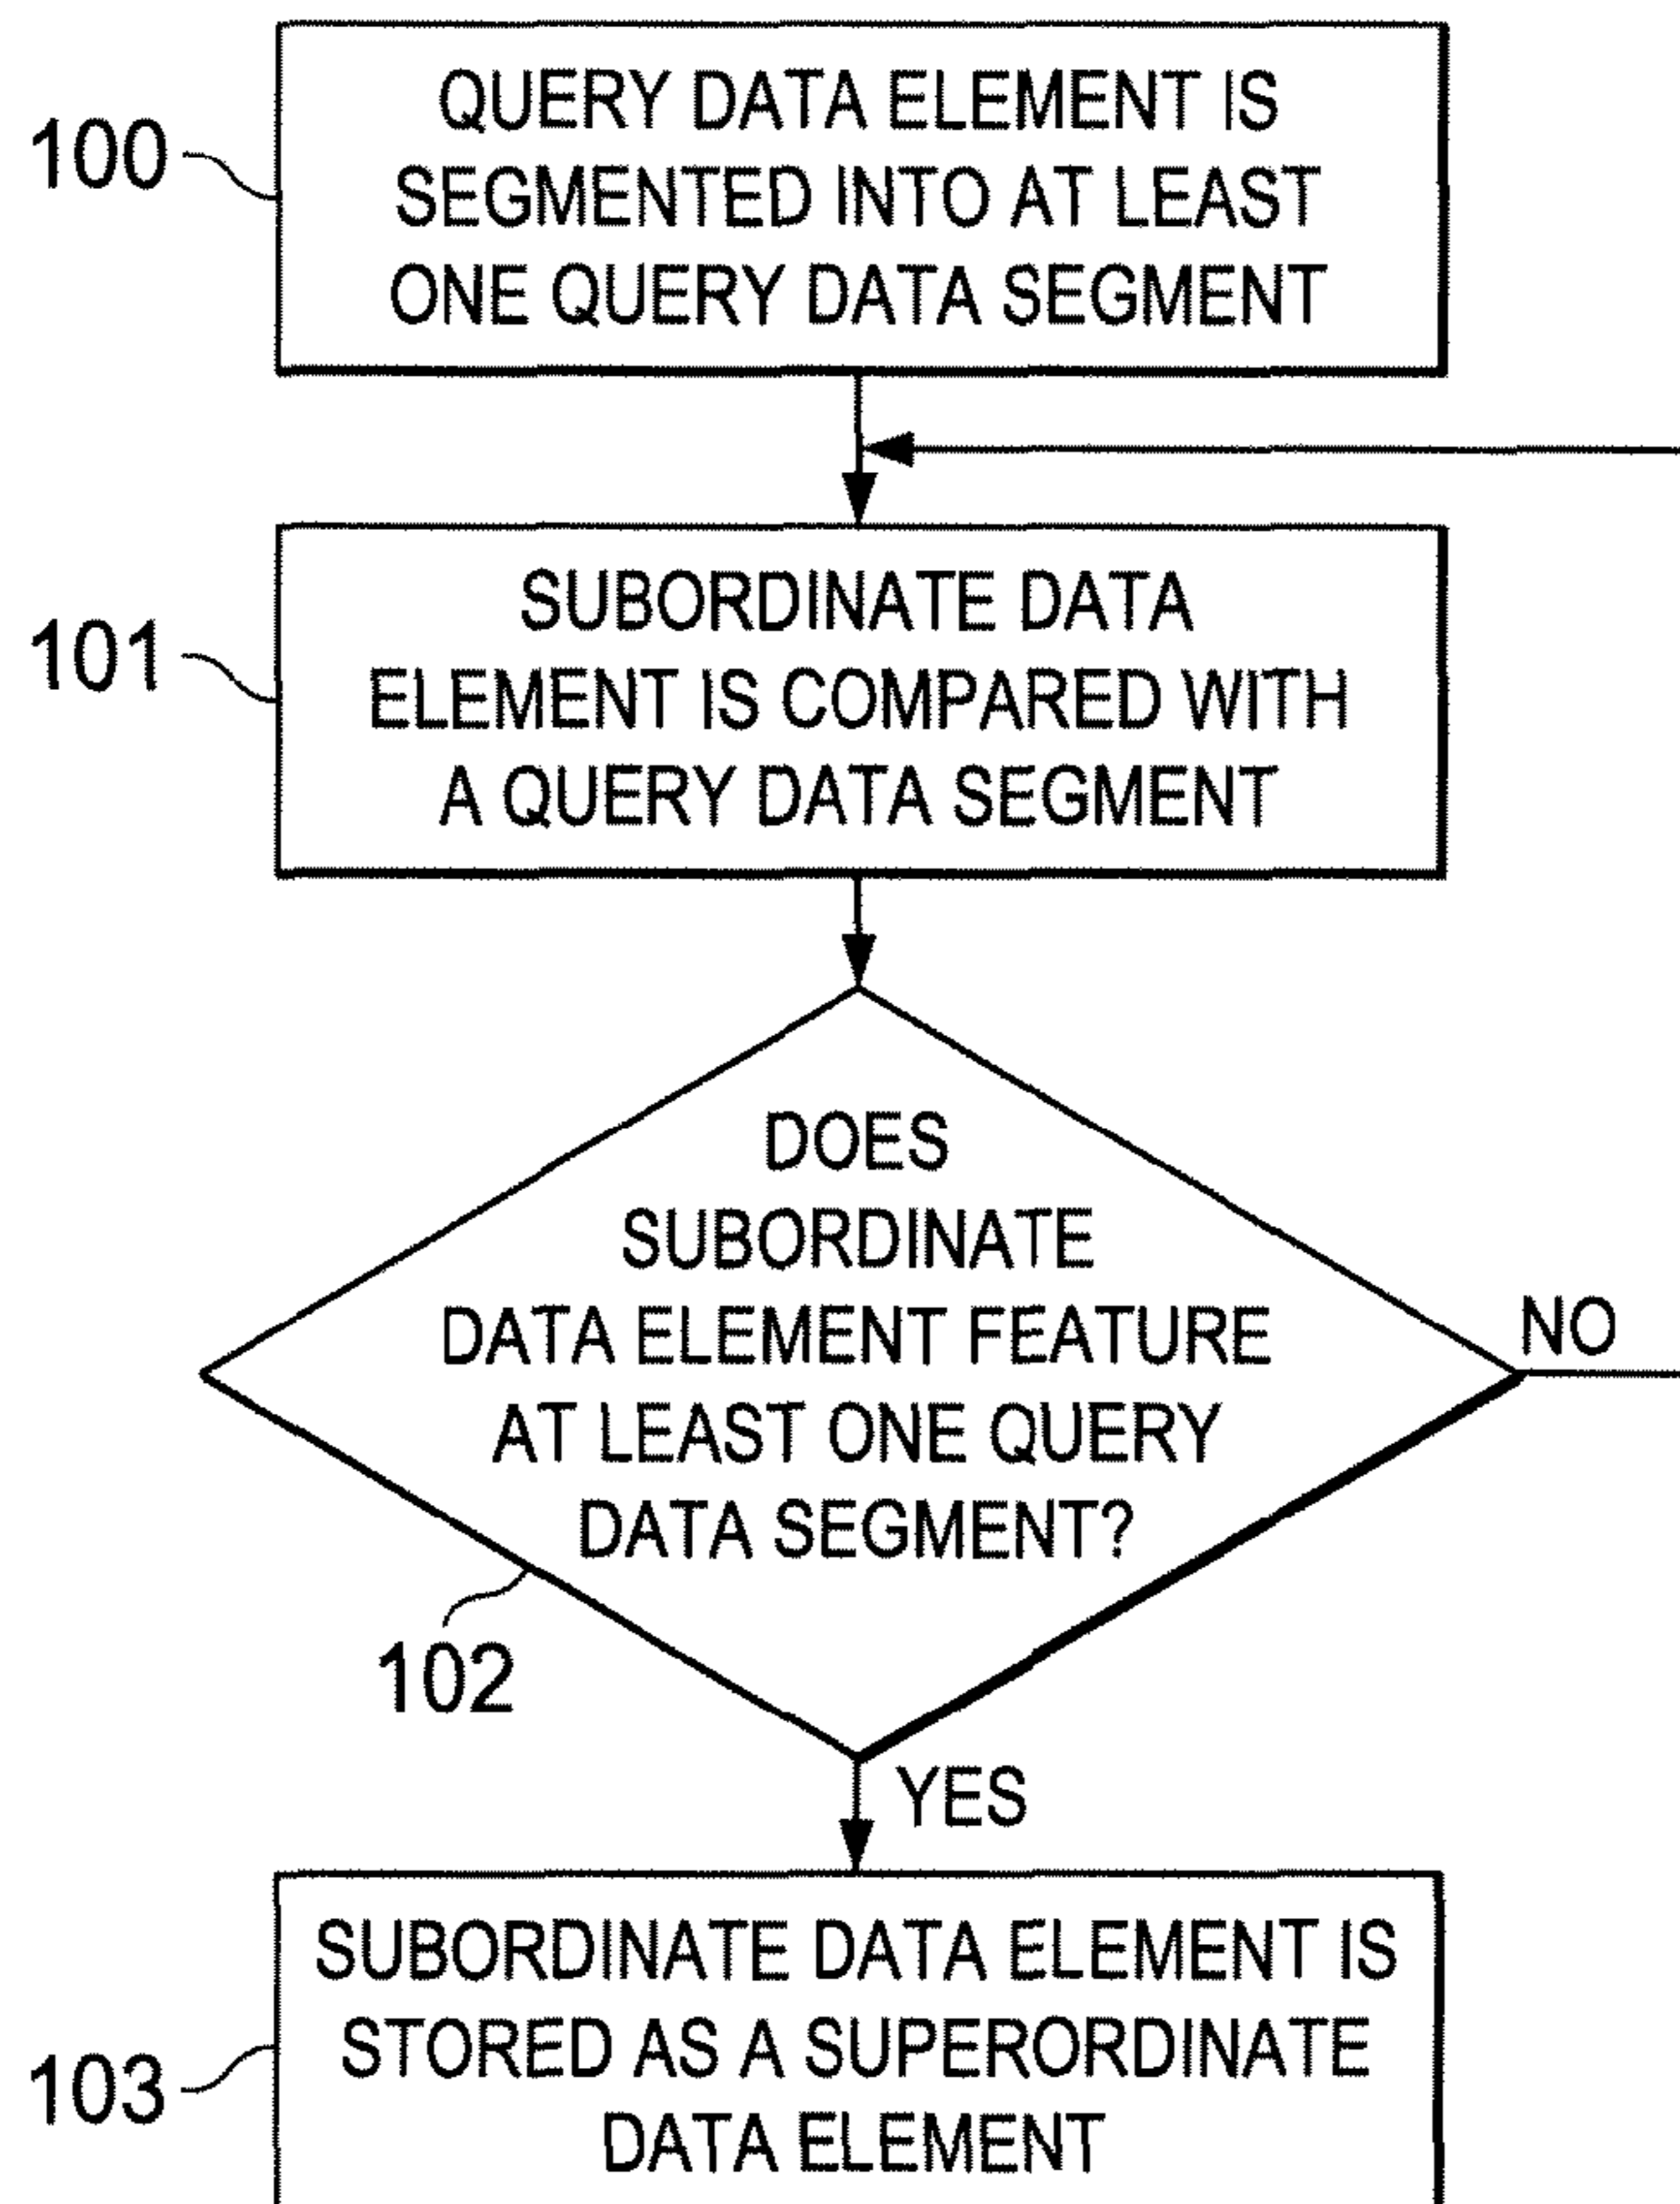 100
QUERY DATA ELEMENT IS
SEGMENTED INTO AT LEAST
ONE QUERY DATA SEGMENT
101
SUBORDINATE DATA
ELEMENT IS COMPARED WITH
A QUERY DATA SEGMENT
DOES
SUBORDINATE
DATA ELEMENT FEATURE
AT LEAST ONE QUERY
DATA SEGMENT?
NO
102
YES
103
SUBORDINATE DATA ELEMENT IS
STORED AS A SUPERORDINATE
DATA ELEMENT